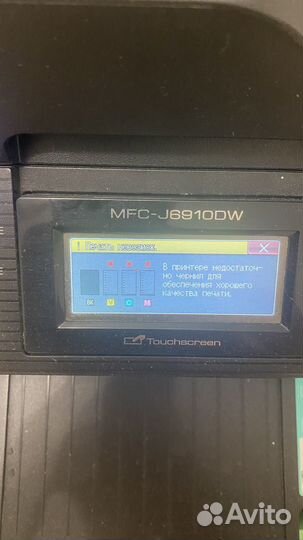 MFC-J6910DW
! Печать невозмож.
В принтере недостаточ-
но чернил для
обеспечения хорошего
качества печати.
BK Y C M
Touchscreen
Avito